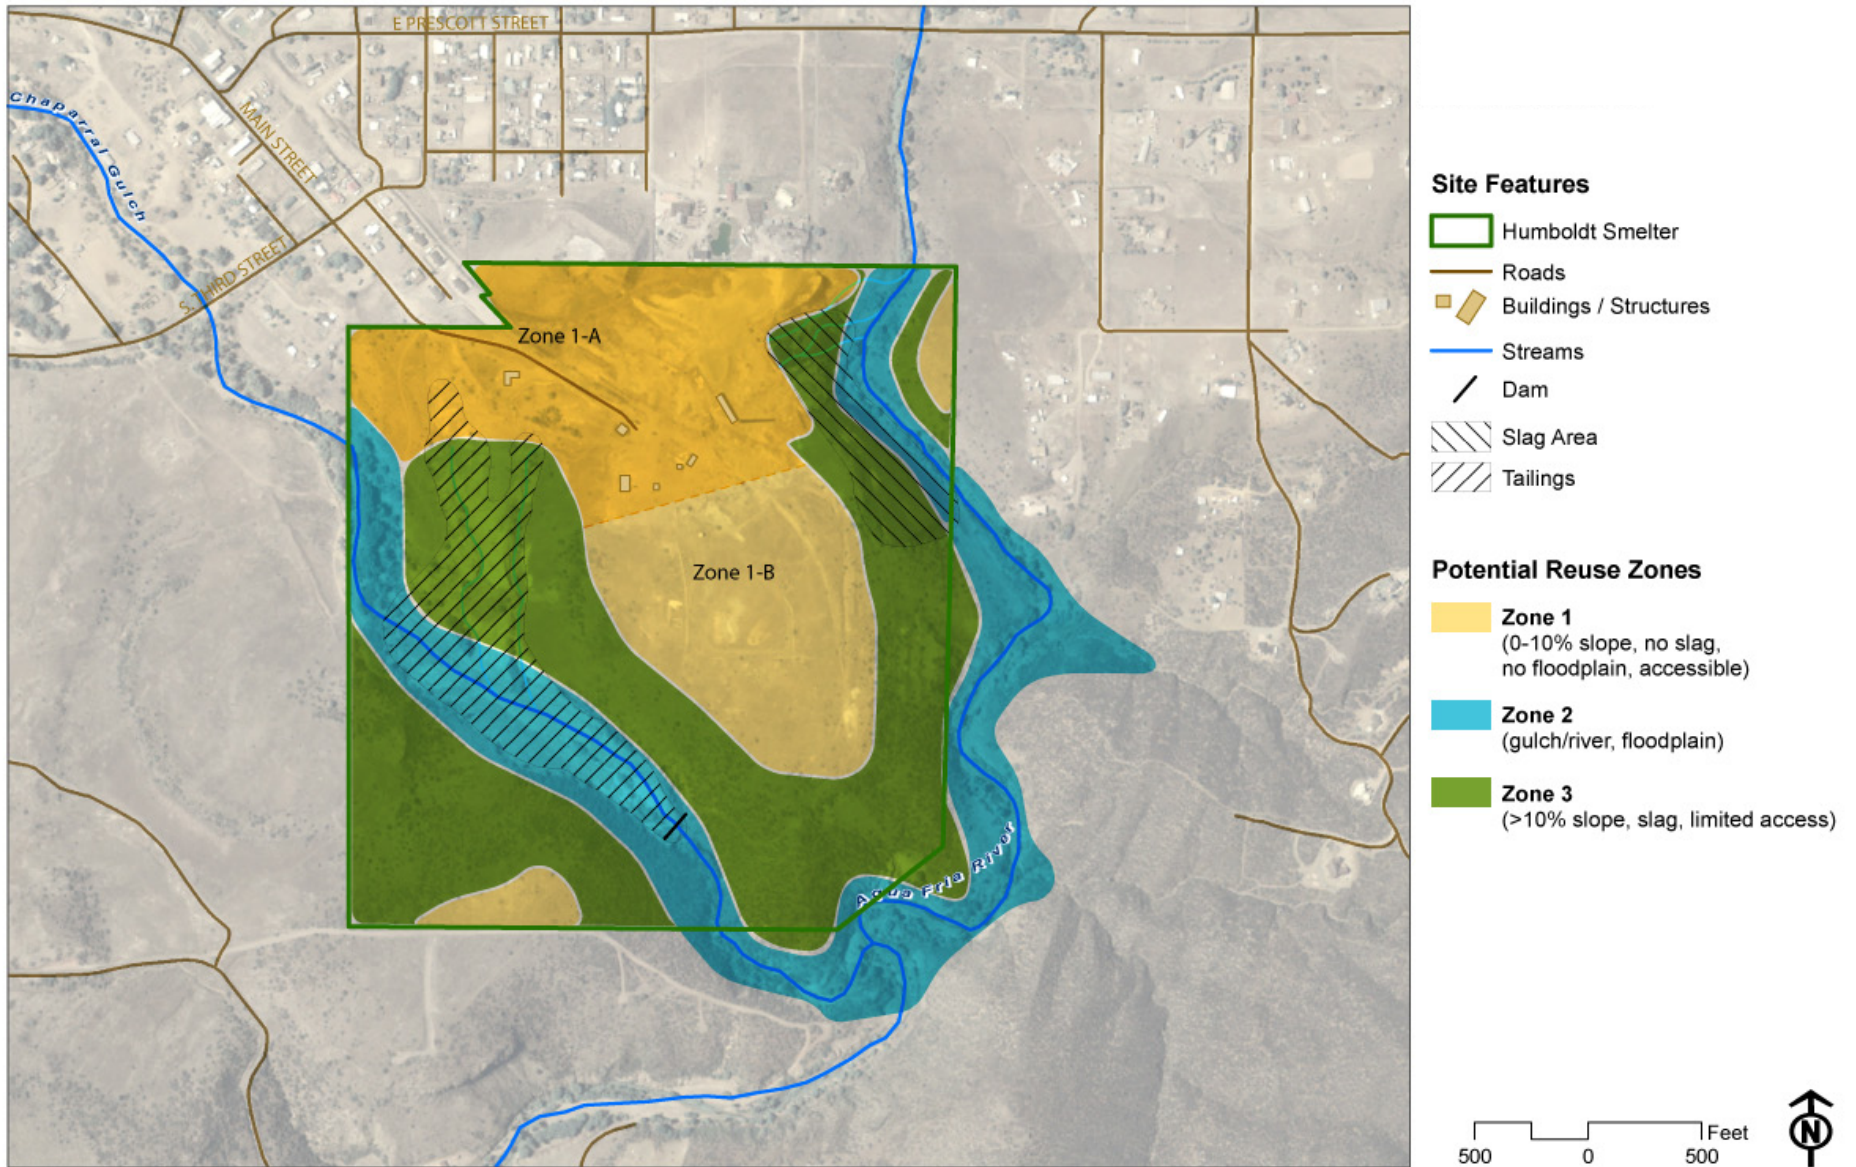 E PRESCOTT STREET
Chaparral Gulch
MAIN STREET
S. THIRD STREET
Zone 1-A
Zone 1-B
Agua Fria River
Site Features
Humboldt Smelter
Roads
Buildings / Structures
Streams
Dam
Slag Area
Tailings
Potential Reuse Zones
Zone 1
(0-10% slope, no slag,
no floodplain, accessible)
Zone 2
(gulch/river, floodplain)
Zone 3
(>10% slope, slag, limited access)
Feet
500 0 500
N